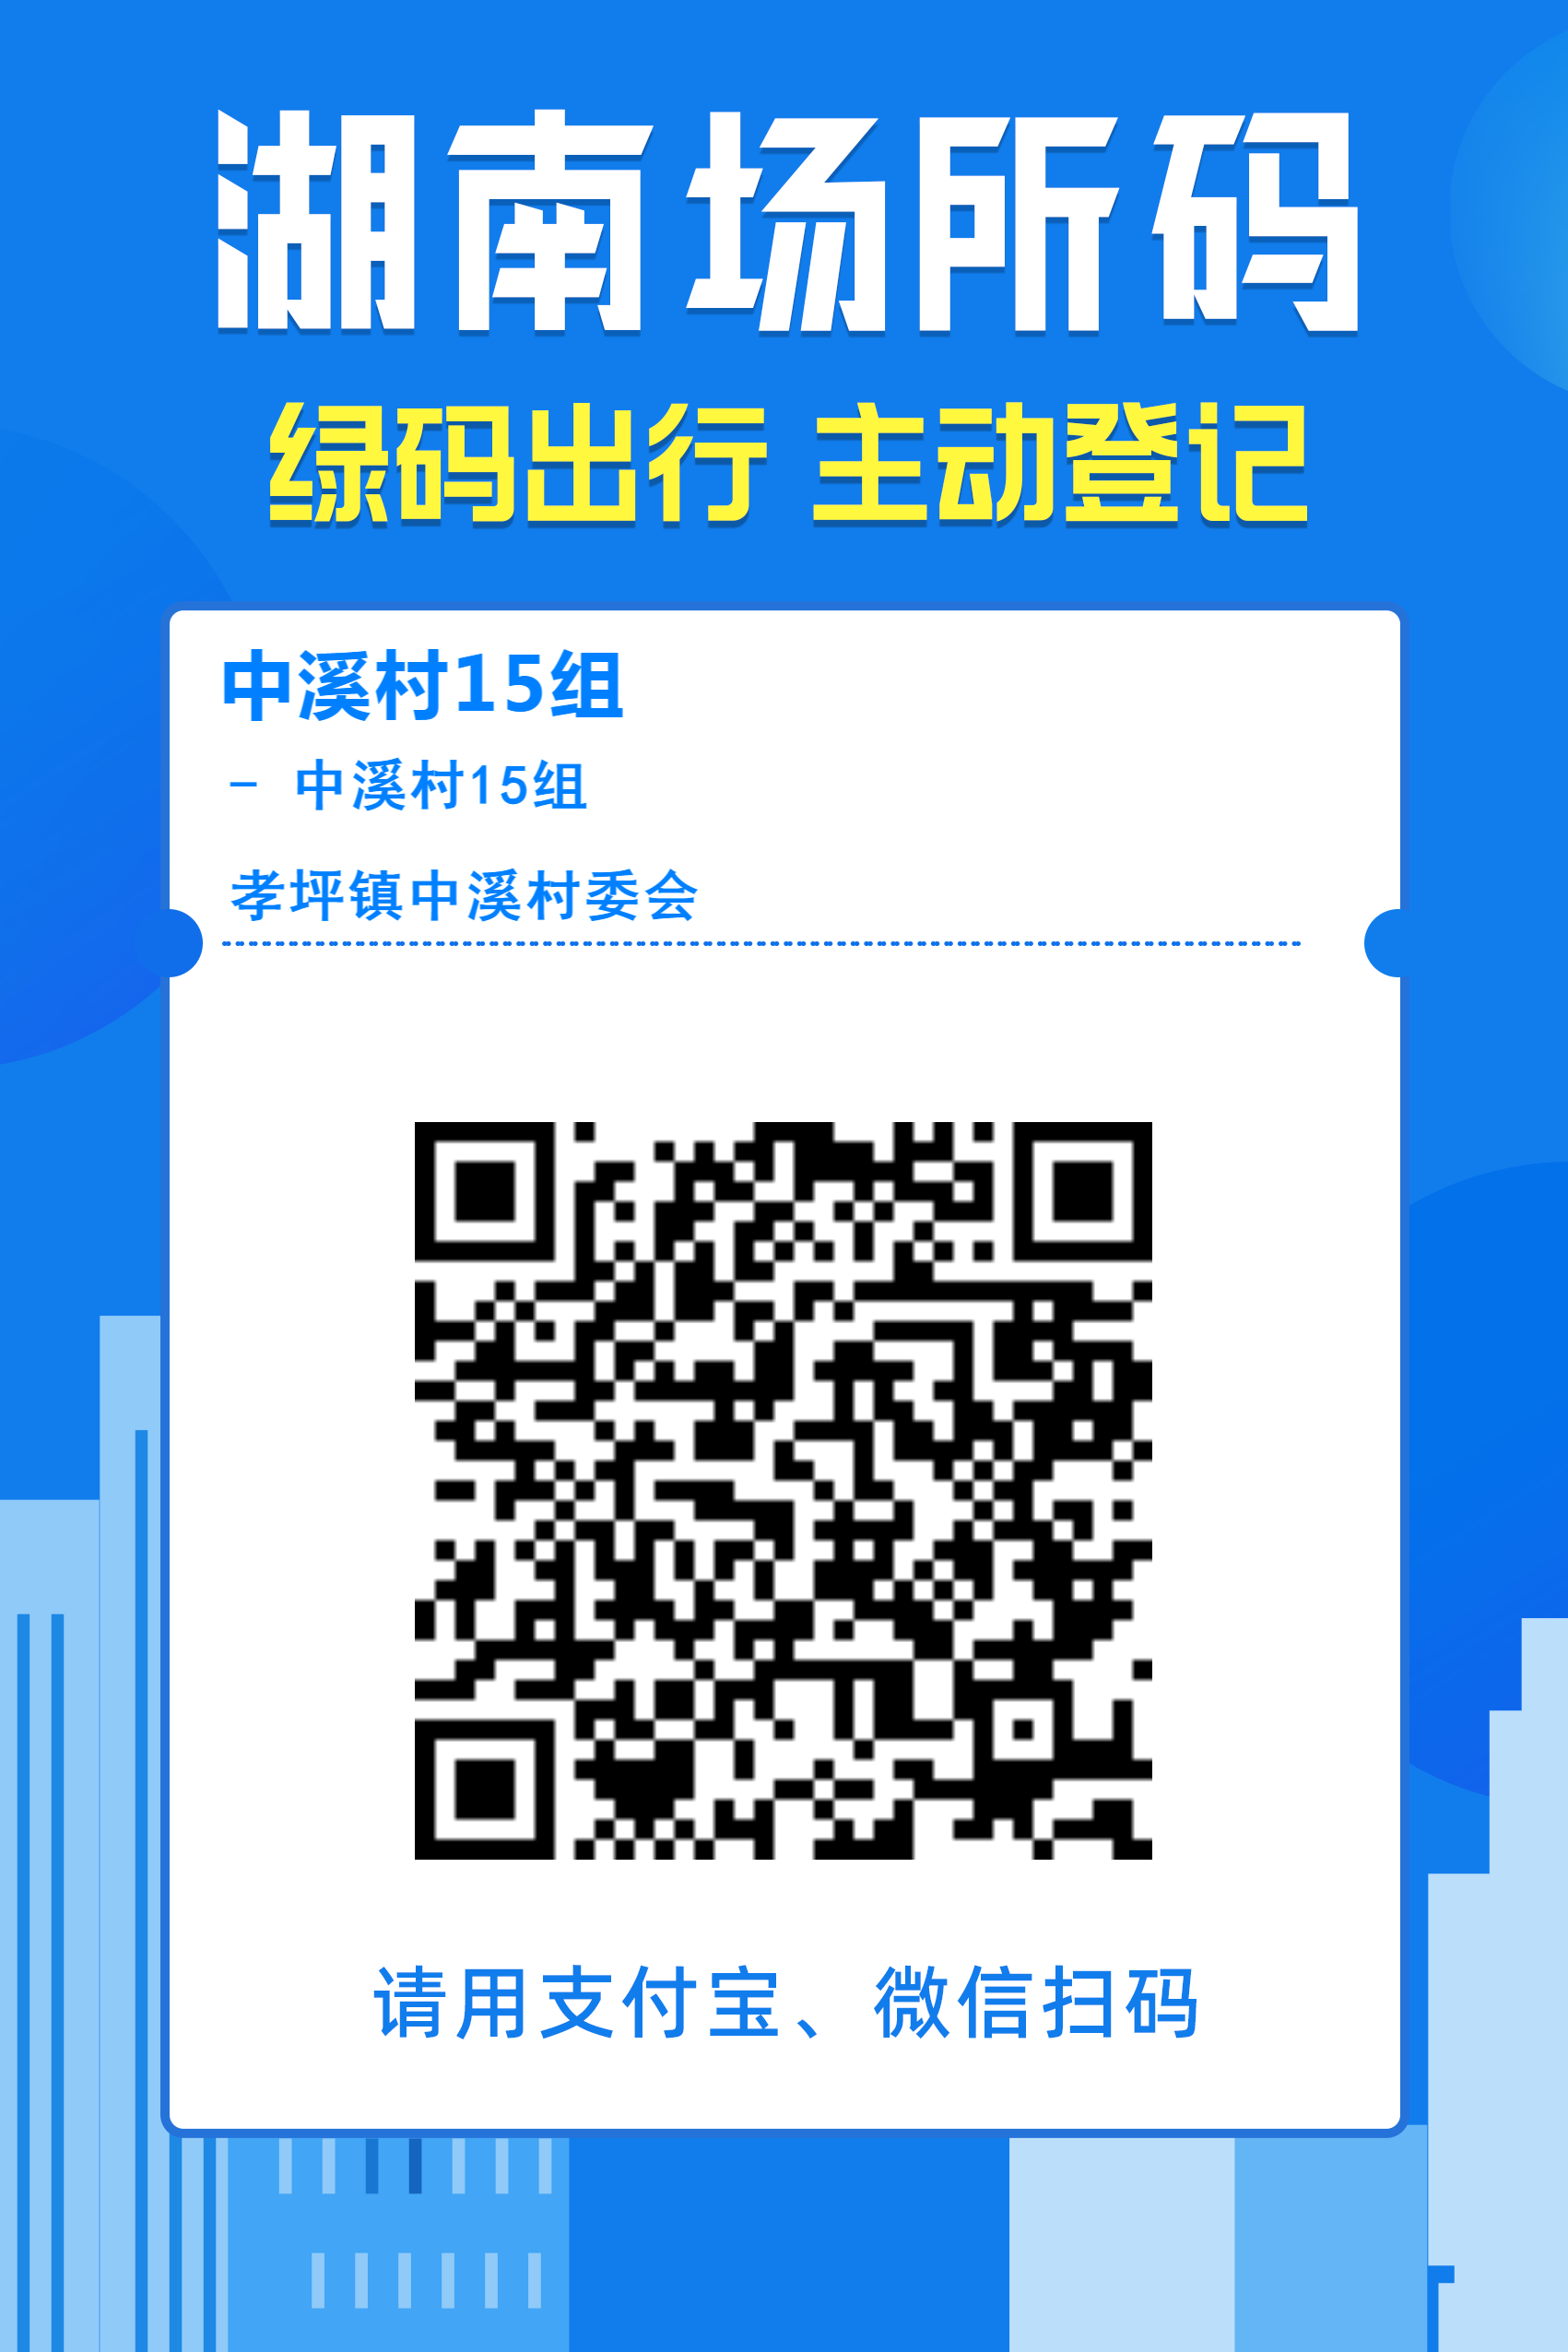 湖南场所码
绿码出行 主动登记
中溪村15组
– 中溪村15组
孝坪镇中溪村委会
请用支付宝、微信扫码